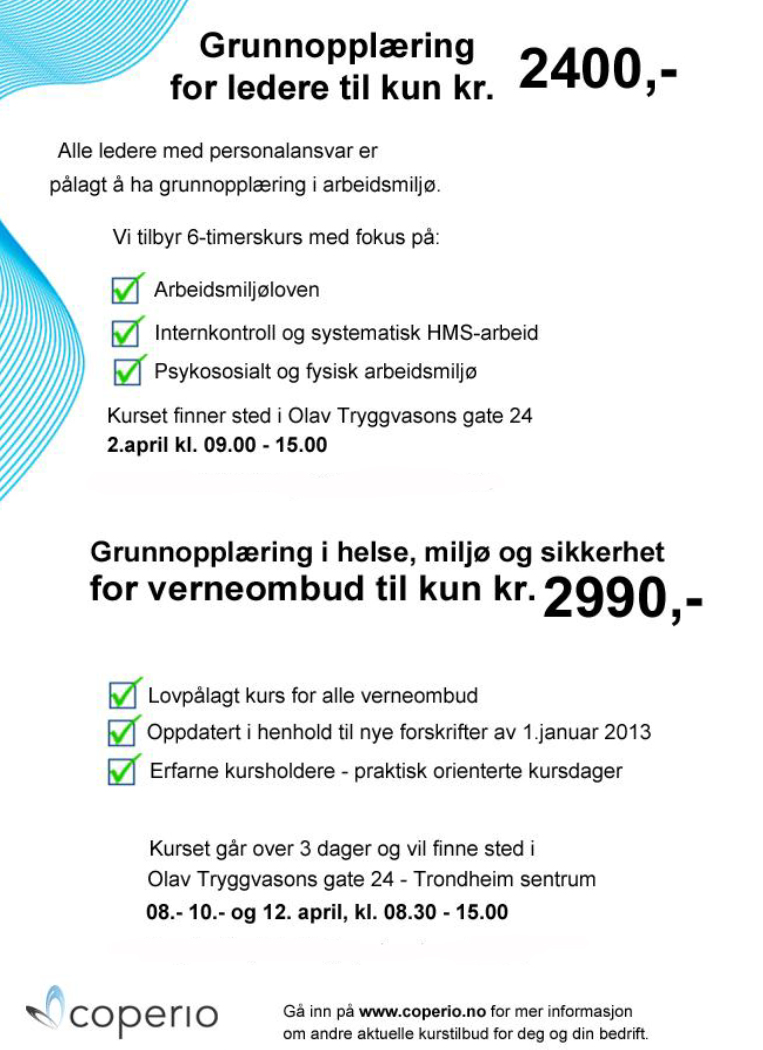 Grunnopplæring
for ledere til kun kr. 2400,-
Alle ledere med personalansvar er
pålagt å ha grunnopplæring i arbeidsmiljø.
Vi tilbyr 6-timerskurs med fokus på:
Arbeidsmiljøloven
Internkontroll og systematisk HMS-arbeid
Psykososialt og fysisk arbeidsmiljø
Kurset finner sted i Olav Tryggvasons gate 24
2.april kl. 09.00 - 15.00
Grunnopplæring i helse, miljø og sikkerhet
for verneombud til kun kr. 2990,-
Lovpålagt kurs for alle verneombud
Oppdatert i henhold til nye forskrifter av 1.januar 2013
Erfarne kursholdere - praktisk orienterte kursdager
Kurset går over 3 dager og vil finne sted i
Olav Tryggvasons gate 24 - Trondheim sentrum
08.- 10.- og 12. april, kl. 08.30 - 15.00
coperio
Gå inn på www.coperio.no for mer informasjon
om andre aktuelle kurstilbud for deg og din bedrift.